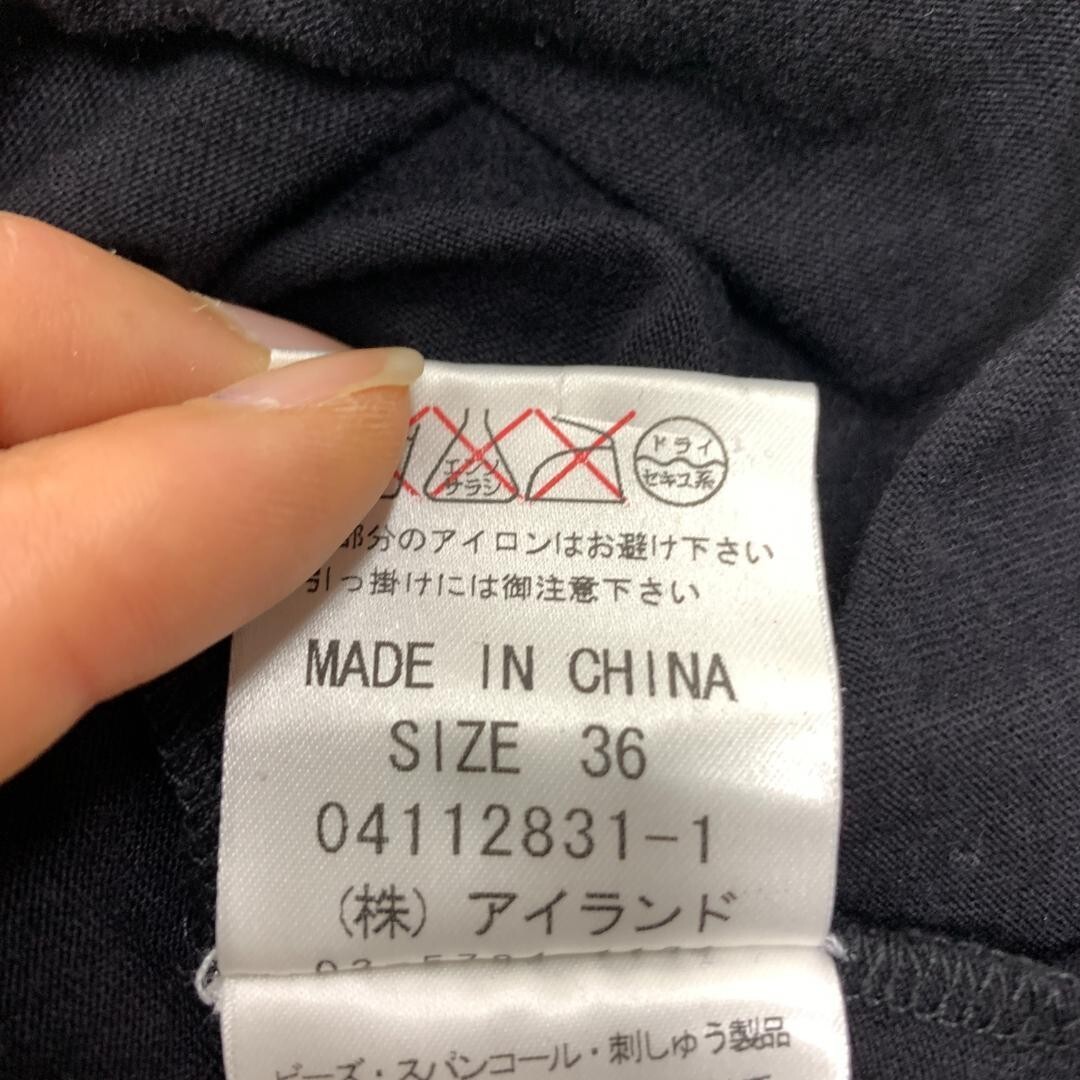 エンソ
サラシ
ドライ
セキユ系
部分のアイロンはお避け下さい
引っ掛けには御注意下さい
MADE IN CHINA
SIZE 36
04112831-1
(株) アイランド
ビーズ・スパンコール・刺しゅう製品